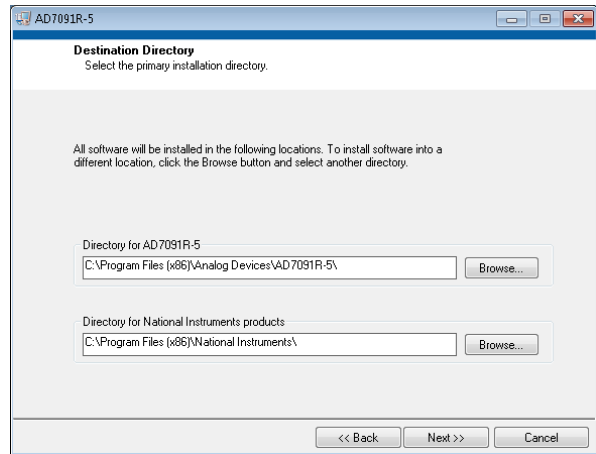 AD7091R-5
Destination Directory
Select the primary installation directory.
All software will be installed in the following locations. To install software into a
different location, click the Browse button and select another directory.
Directory for AD7091R-5
C:\Program Files (x86)\Analog Devices\AD7091R-5\
Browse...
Directory for National Instruments products
C:\Program Files (x86)\National Instruments\
Browse...
<< Back
Next >>
Cancel